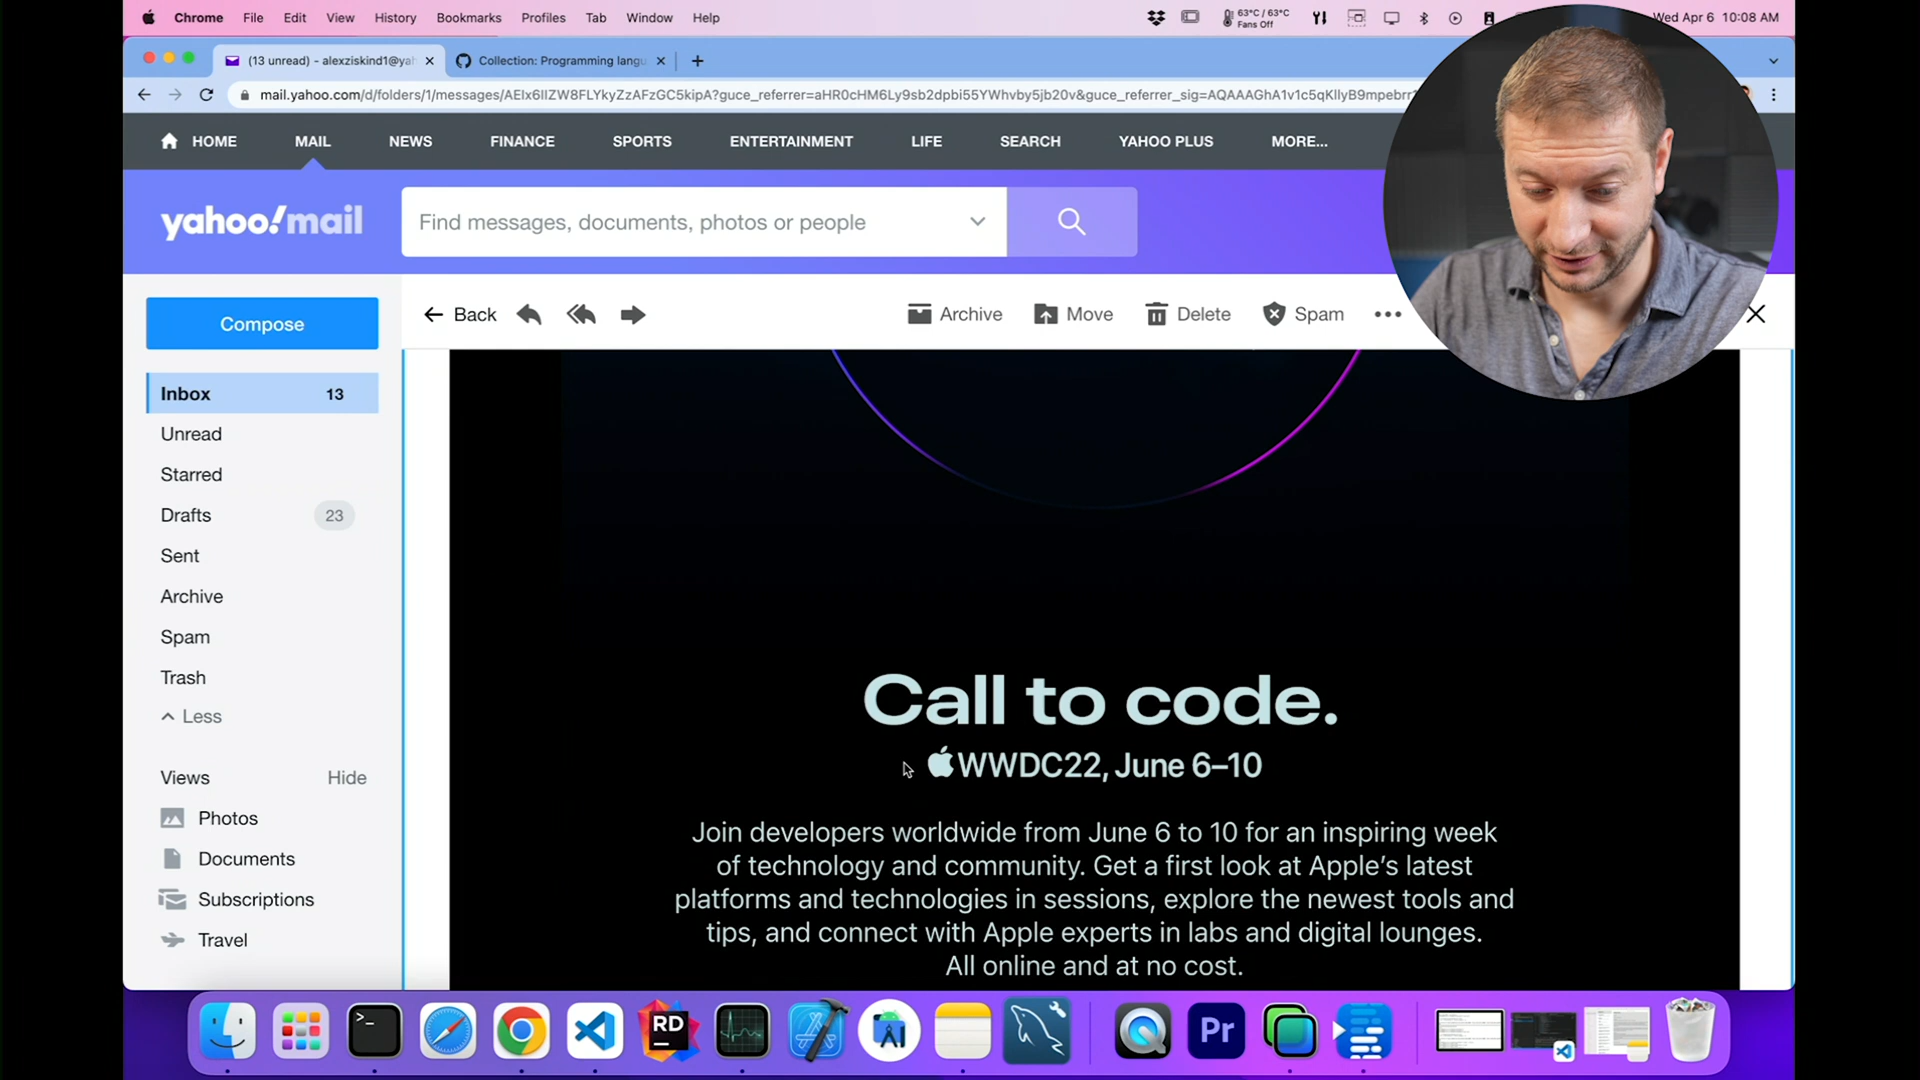 Chrome File Edit View History Bookmarks Profiles Tab Window Help
63°C / 63°C
Fans Off
Wed Apr 6 10:08 AM
(13 unread) - alexziskind1@yah
Collection: Programming langu
mail.yahoo.com/d/folders/1/messages/AEIx6IIZW8FLYkyZzAFzGC5kipA?guce_referrer=aHR0cHM6Ly9sb2dpbi55YWhvby5jb20v&guce_referrer_sig=AQAAAGhA1v1c5qKllyB9mpebrr
HOME MAIL NEWS FINANCE SPORTS ENTERTAINMENT LIFE SEARCH YAHOO PLUS MORE...
yahoo!mail
Find messages, documents, photos or people
Compose
Back
Archive Move Delete Spam
Inbox 13
Unread
Starred
Drafts 23
Sent
Archive
Spam
Trash
Less
Views Hide
Photos
Documents
Subscriptions
Travel
Call to code.
WWDC22, June 6–10
Join developers worldwide from June 6 to 10 for an inspiring week
of technology and community. Get a first look at Apple's latest
platforms and technologies in sessions, explore the newest tools and
tips, and connect with Apple experts in labs and digital lounges.
All online and at no cost.
>_
RD
Pr